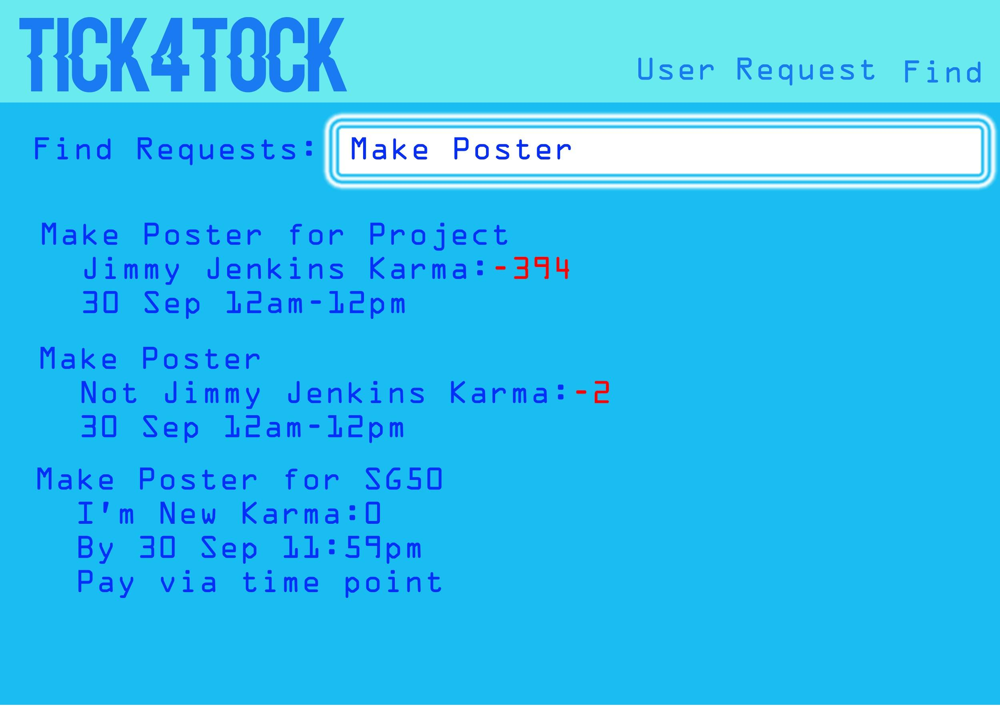 TICK4TOCK
User Request Find
Find Requests: Make Poster
Make Poster for Project
Jimmy Jenkins Karma:-394
30 Sep 12am-12pm
Make Poster
Not Jimmy Jenkins Karma:-2
30 Sep 12am-12pm
Make Poster for SG50
I'm New Karma:0
By 30 Sep 11:59pm
Pay via time point